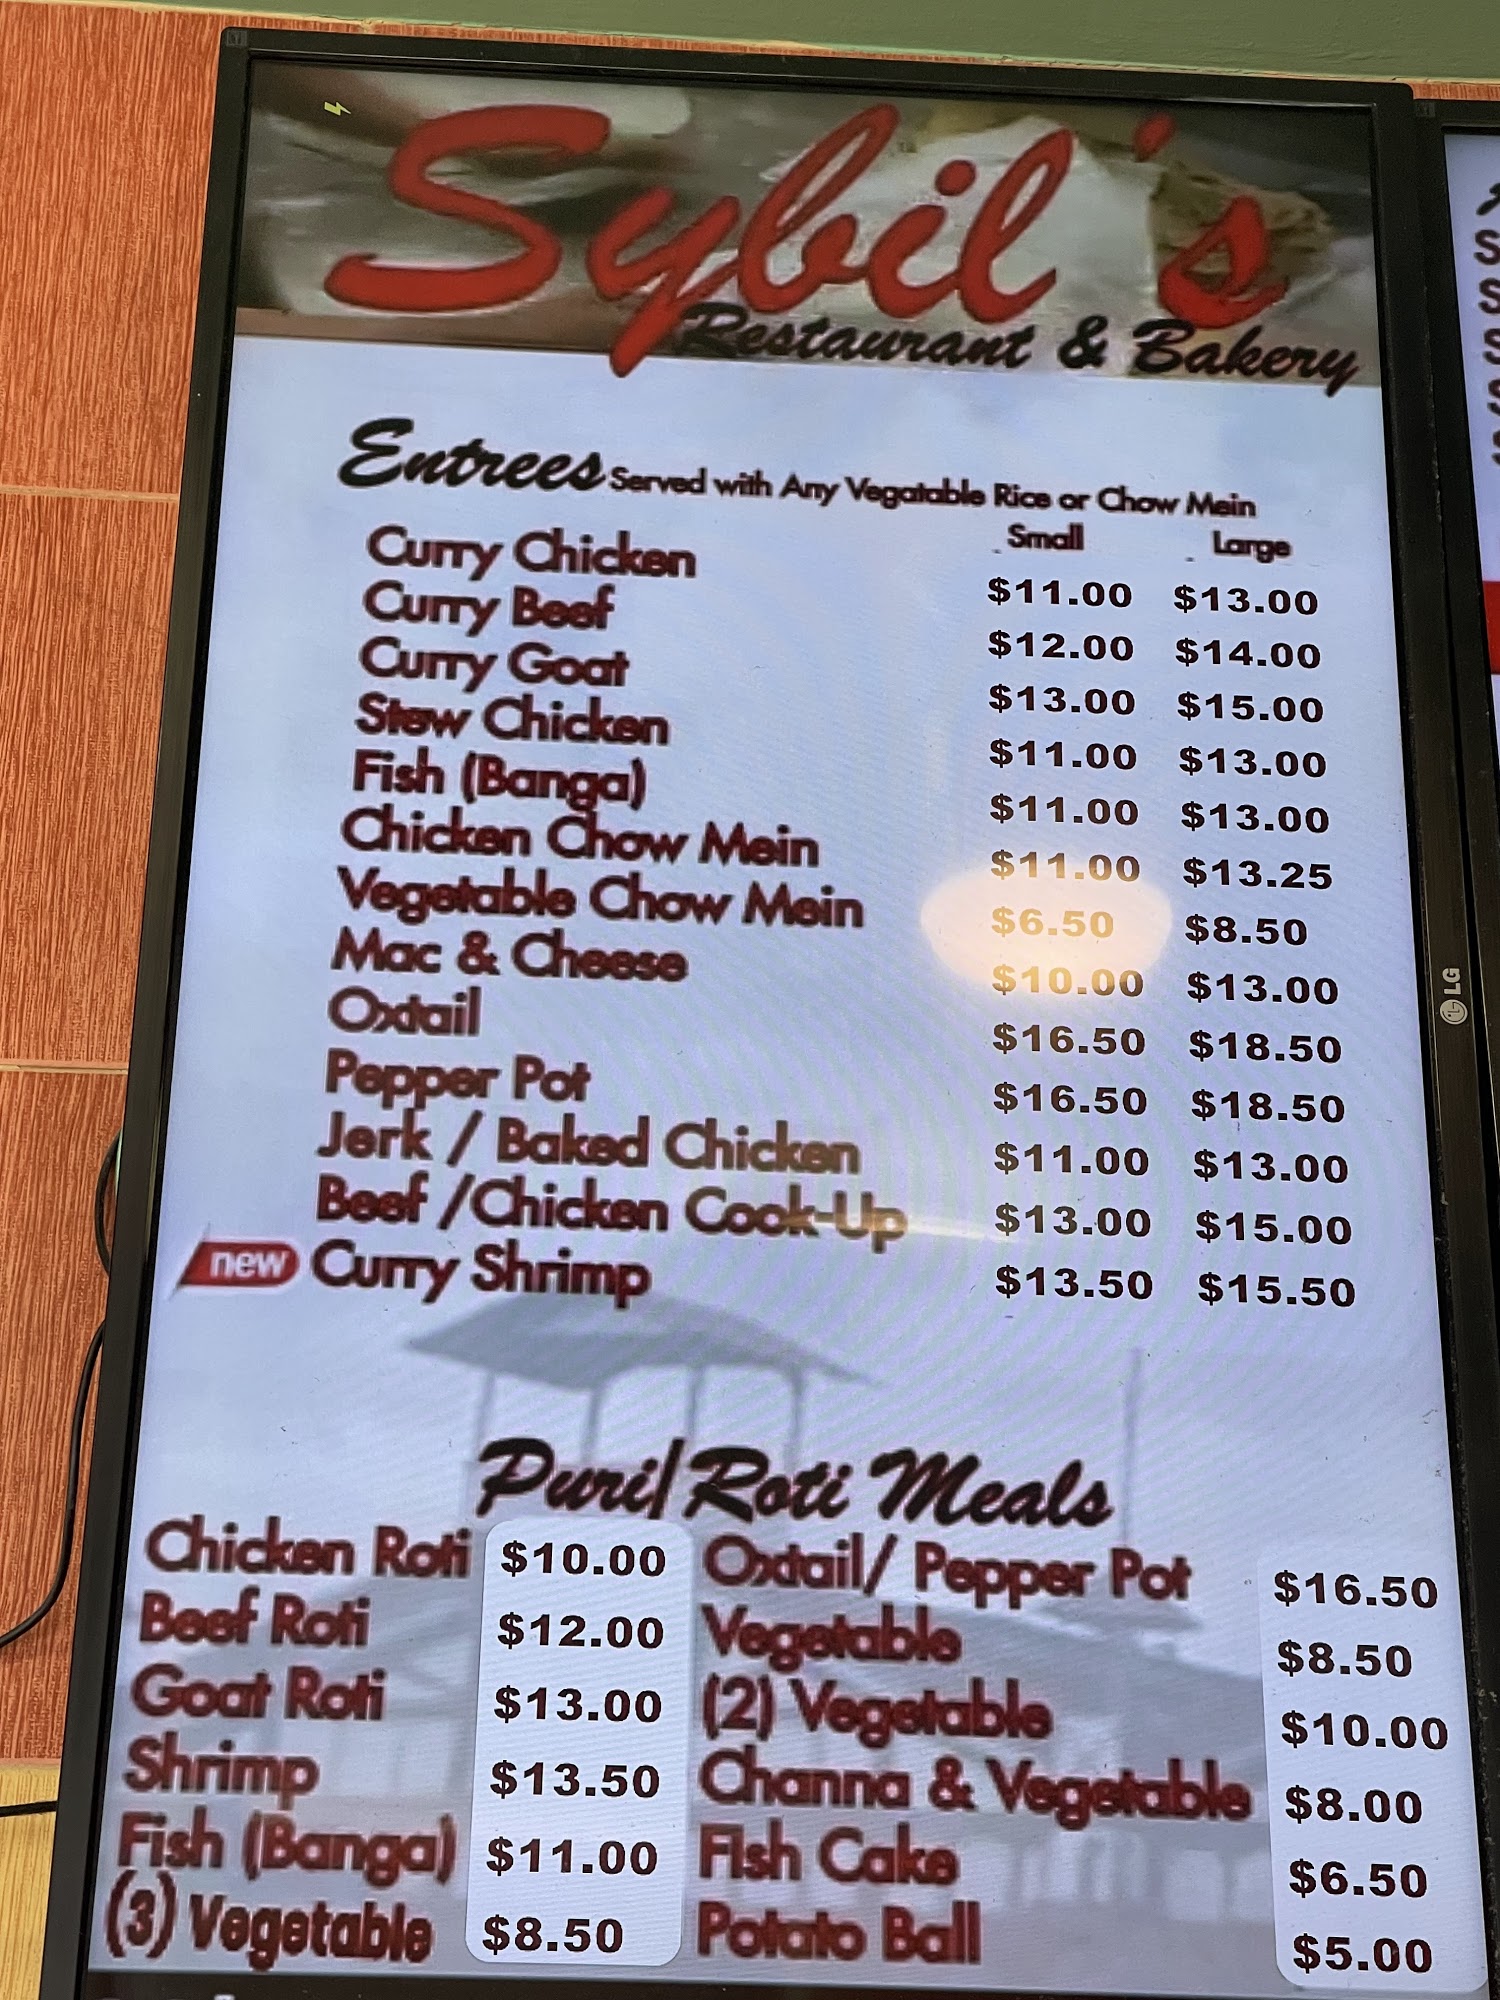 Sybil's
Restaurant & Bakery
Entrees Served with Any Vegatable Rice or Chow Mein
Small Large
Curry Chicken $11.00 $13.00
Curry Beef $12.00 $14.00
Curry Goat $13.00 $15.00
Stew Chicken $11.00 $13.00
Fish (Banga) $11.00 $13.00
Chicken Chow Mein $11.00 $13.25
Vegetable Chow Mein $6.50 $8.50
Mac & Cheese $10.00 $13.00
Oxtail $16.50 $18.50
Pepper Pot $16.50 $18.50
Jerk / Baked Chicken $11.00 $13.00
Beef /Chicken Cook-Up $13.00 $15.00
new Curry Shrimp $13.50 $15.50
Puri/Roti Meals
Chicken Roti $10.00
Beef Roti $12.00
Goat Roti $13.00
Shrimp $13.50
Fish (Banga) $11.00
(3) Vegetable $8.50
Oxtail/ Pepper Pot $16.50
Vegetable $8.50
(2) Vegetable $10.00
Channa & Vegetable $8.00
Fish Cake $6.50
Potato Ball $5.00
LG